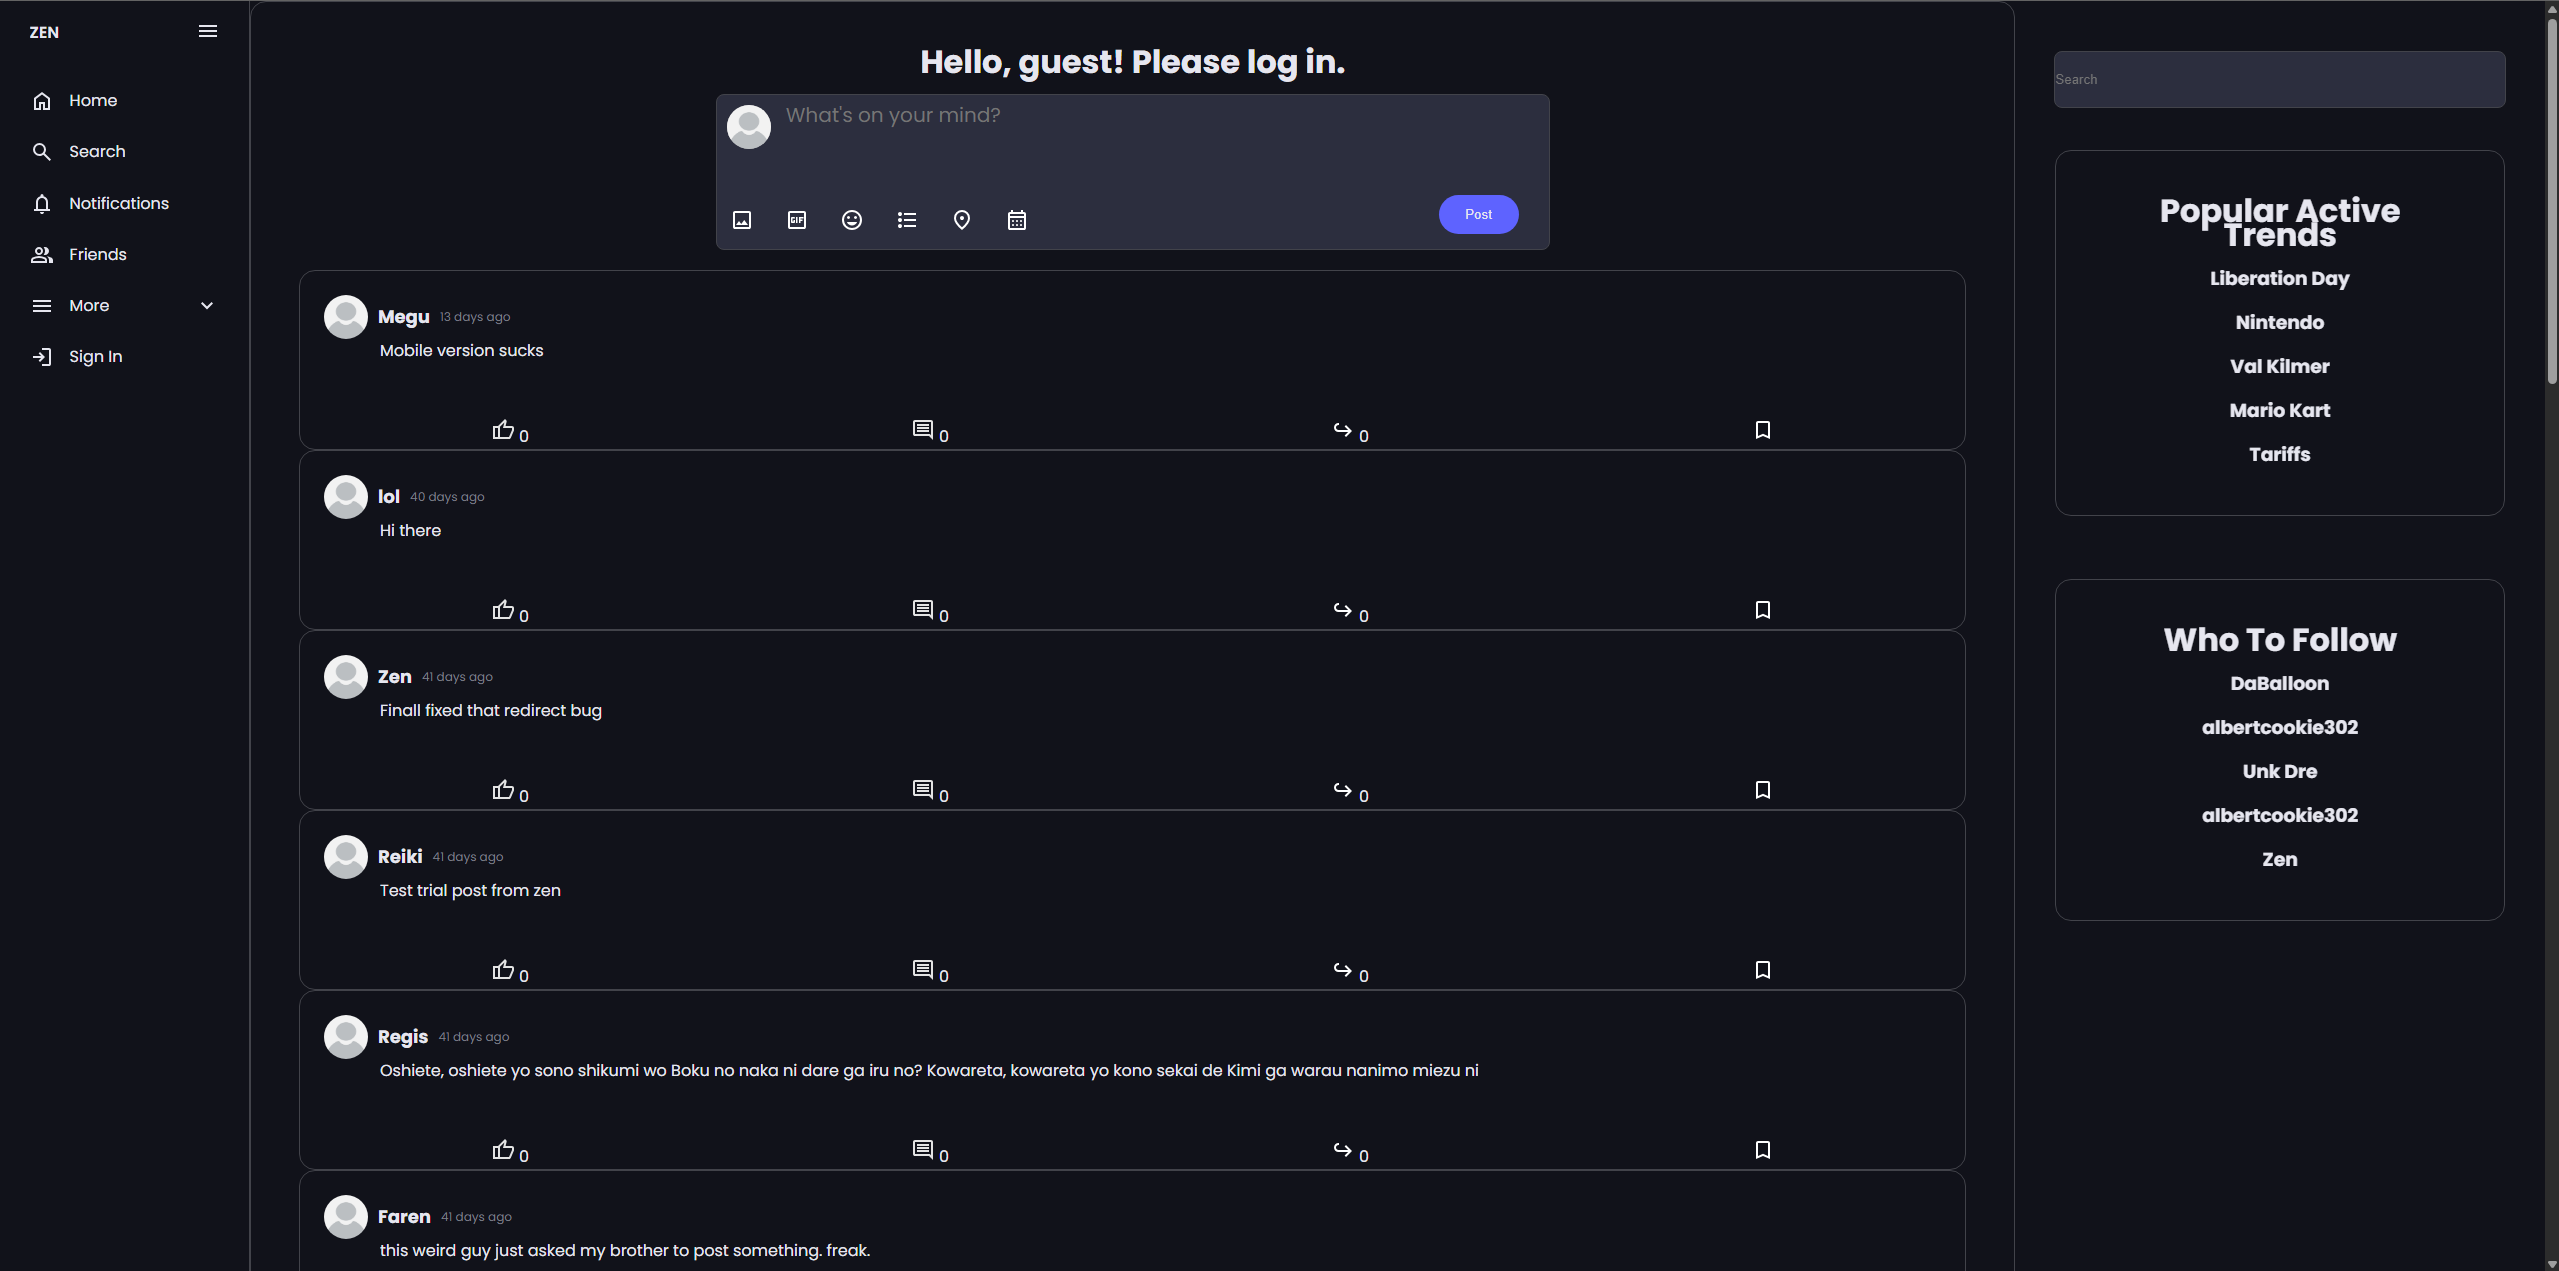 ZEN
Home
Search
Notifications
Friends
More
Sign In
Hello, guest! Please log in.
What's on your mind?
GIF
Post
Megu 13 days ago
Mobile version sucks
0 0 0
lol 40 days ago
Hi there
0 0 0
Zen 41 days ago
Finall fixed that redirect bug
0 0 0
Reiki 41 days ago
Test trial post from zen
0 0 0
Regis 41 days ago
Oshiete, oshiete yo sono shikumi wo Boku no naka ni dare ga iru no? Kowareta, kowareta yo kono sekai de Kimi ga warau nanimo miezu ni
0 0 0
Faren 41 days ago
this weird guy just asked my brother to post something. freak.
Search
Popular Active
Trends
Liberation Day
Nintendo
Val Kilmer
Mario Kart
Tariffs
Who To Follow
DaBalloon
albertcookie302
Unk Dre
albertcookie302
Zen